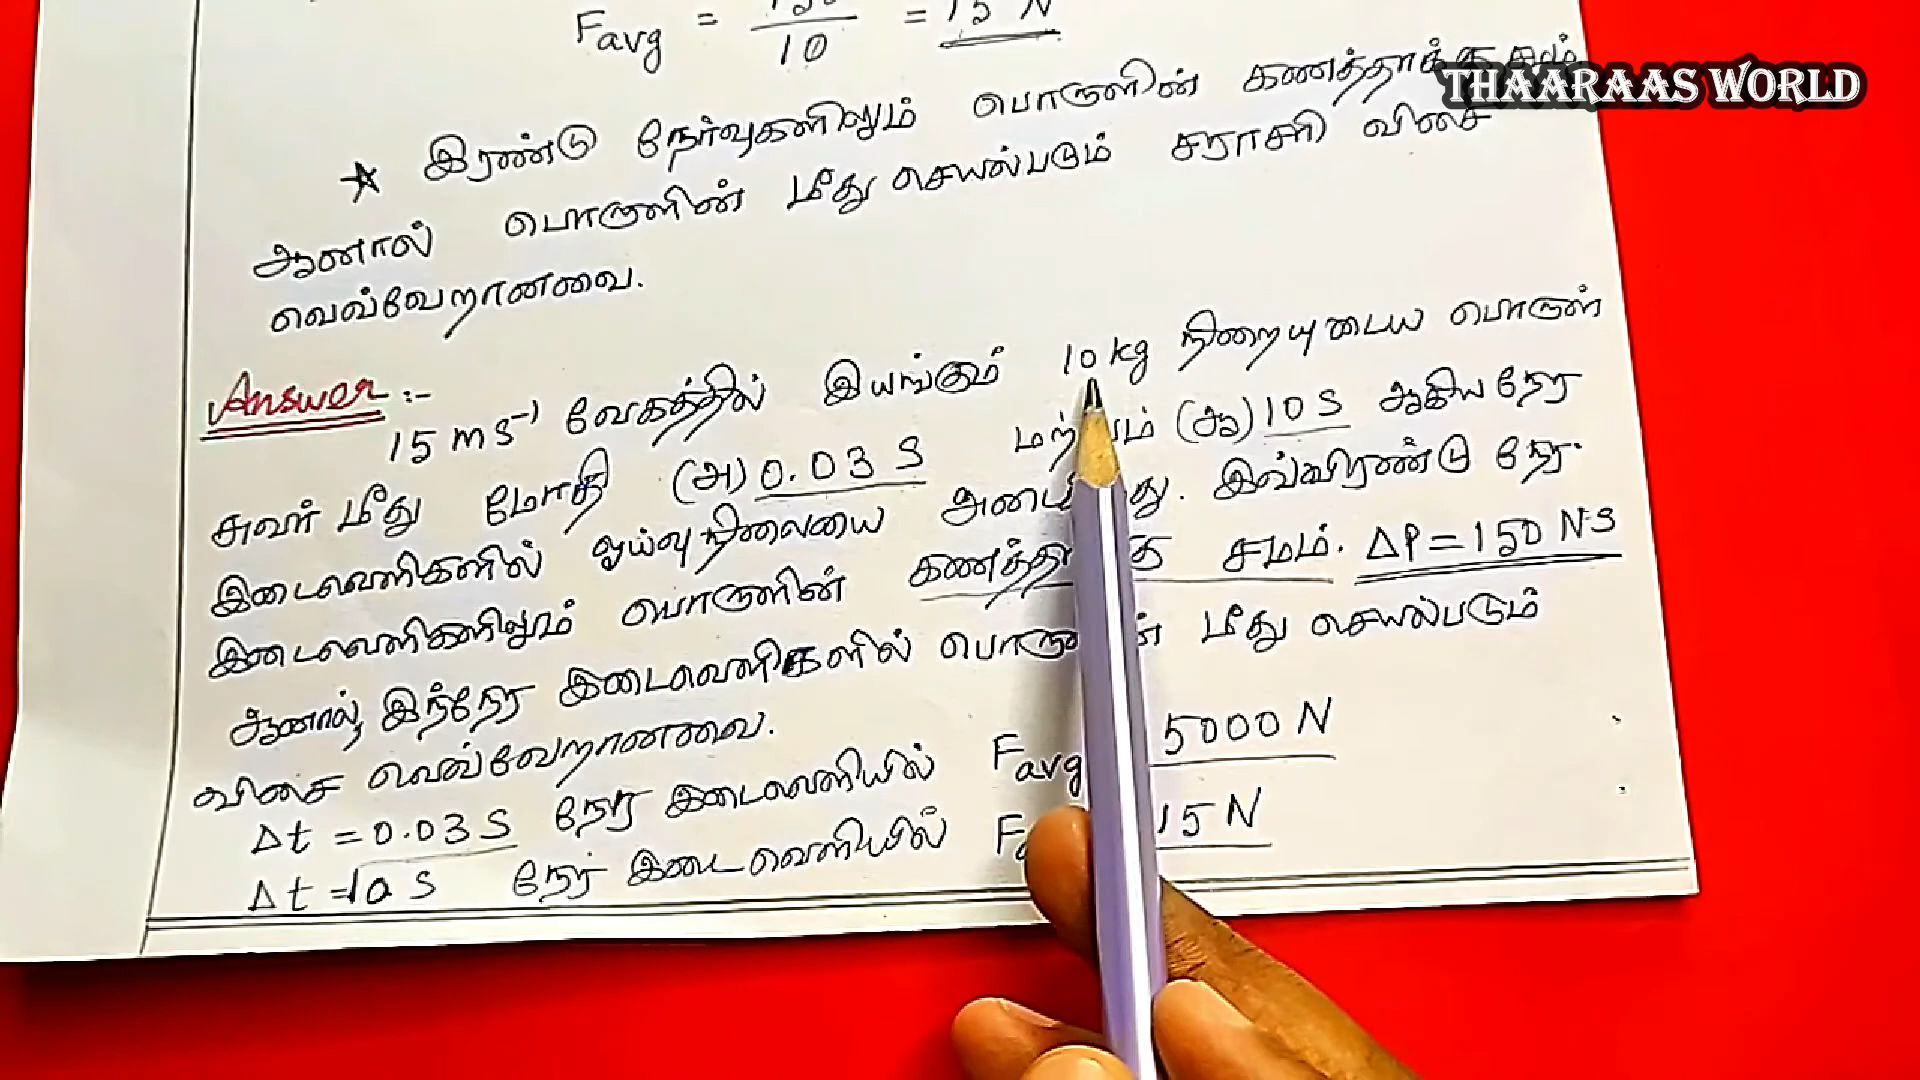 Favg = 10 = 15 N
THAARAAS WORLD
★ இரண்டு நேர்வுகளிலும் பொருளின்
ஆனால் பொருளின் மீது செயல்படும் சராசரி விசை
வெவ்வேறானவை.
Answer :-
15 ms⁻¹ வேகத்தில் இயங்கும் 10 kg நிறையுடைய பொருள்
சுவர் மீது மோதி (அ) 0.03 S (ஆ) 10 S ஆகிய நேர
இடைவெளிகளில் ஓய்வு நிலையை இவ்விரண்டு நேர
இடைவெளிகளிலும் பொருளின் சமம். ΔP = 150 N-S
ஆனால், இந்நேர இடைவெளிகளில் மீது செயல்படும்
விசை வெவ்வேறானவை.
Δt = 0.03 S நேர இடைவெளியில் Favg 5000 N
Δt = 10 S நேர் இடைவெளியில் 15 N